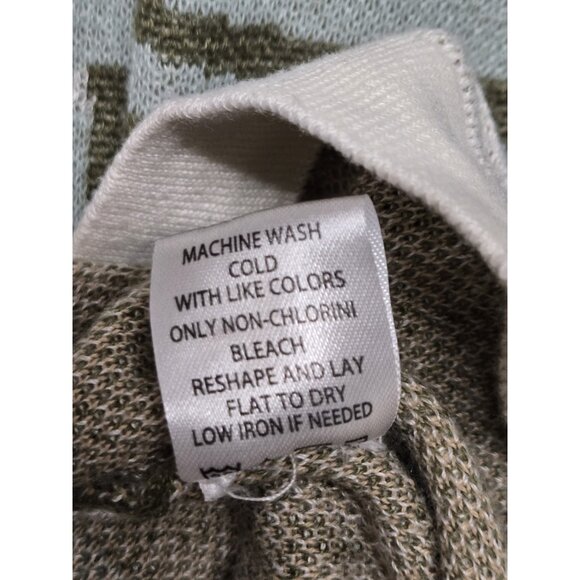 MACHINE WASH
COLD
WITH LIKE COLORS
ONLY NON-CHLORINI
BLEACH
RESHAPE AND LAY
FLAT TO DRY
LOW IRON IF NEEDED